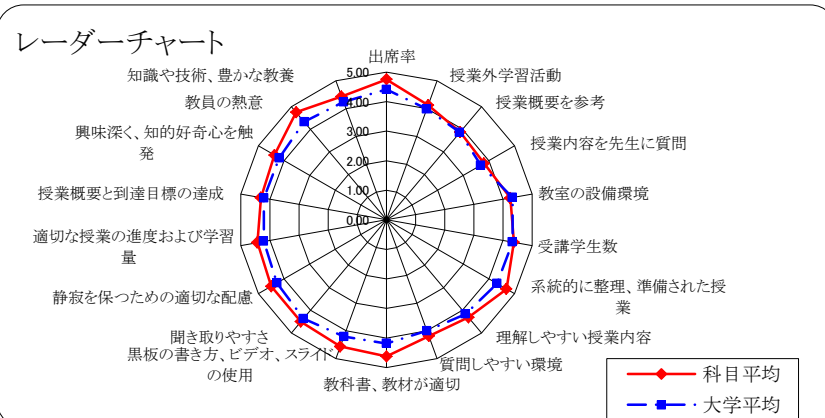 レーダーチャート
出席率
授業外学習活動
授業概要を参考
授業内容を先生に質問
教室の設備環境
受講学生数
系統的に整理、準備された授
業
理解しやすい授業内容
質問しやすい環境
教科書、教材が適切
黒板の書き方、ビデオ、スライド
の使用
聞き取りやすさ
静寂を保つための適切な配慮
適切な授業の進度および学習
量
授業概要と到達目標の達成
興味深く、知的好奇心を触
発
教員の熱意
知識や技術、豊かな教養
5.00
4.00
3.00
2.00
1.00
0.00
科目平均
大学平均